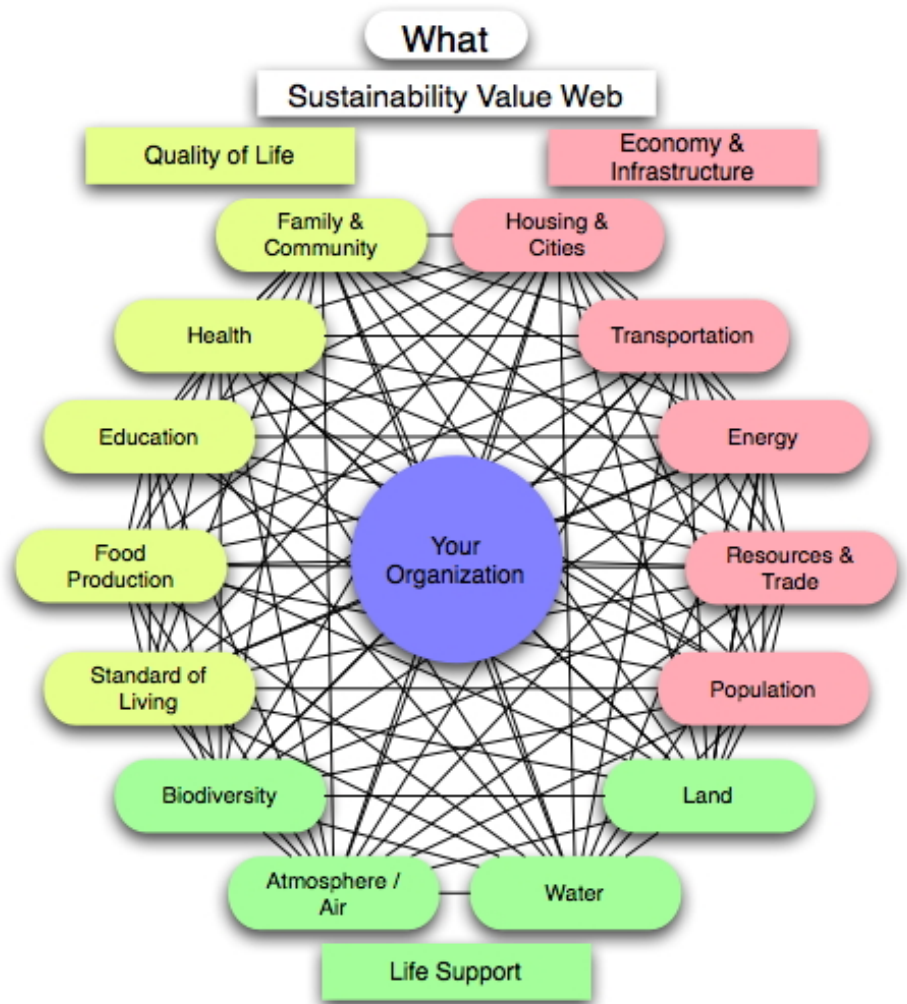 What
Sustainability Value Web
Quality of Life
Economy &
Infrastructure
Family &
Community
Housing &
Cities
Health
Transportation
Education
Energy
Your
Organization
Food
Production
Resources &
Trade
Standard of
Living
Population
Biodiversity
Land
Atmosphere /
Air
Water
Life Support